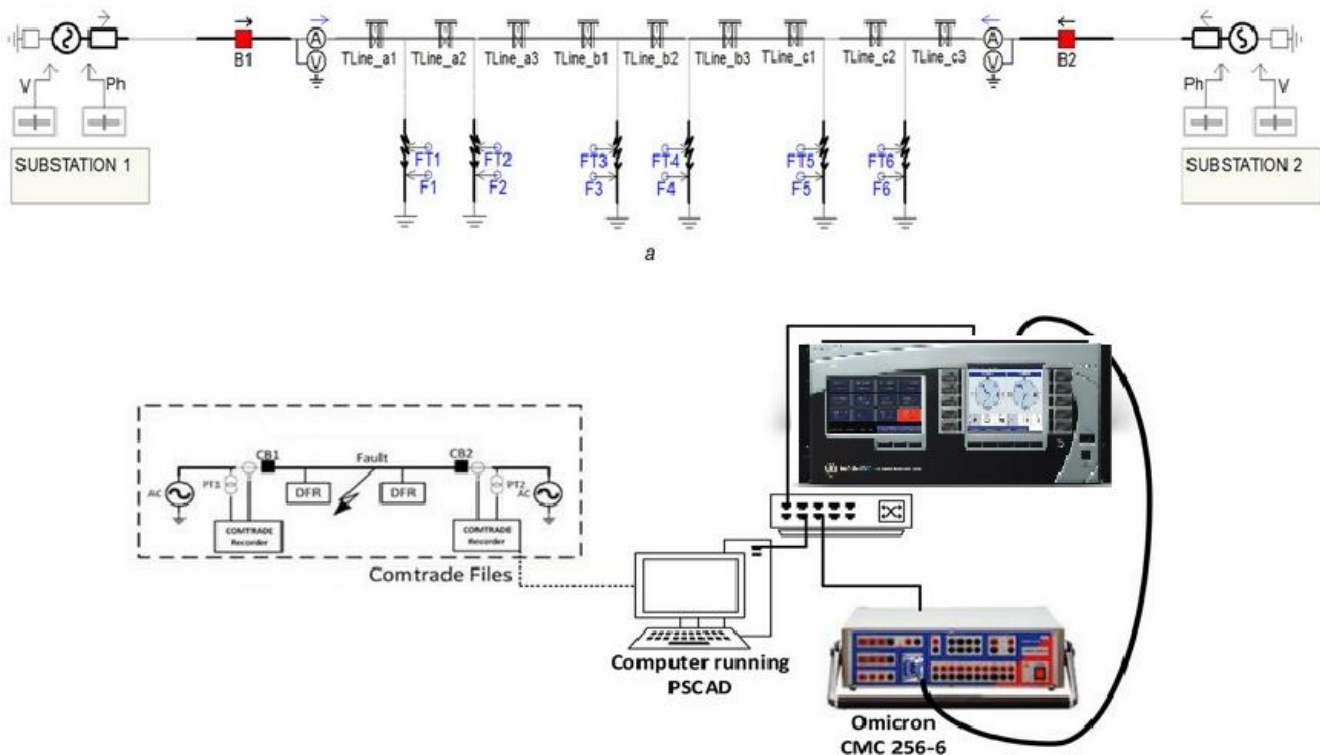 B1
A
V
TLine_a1
TLine_a2
TLine_a3
TLine_b1
TLine_b2
TLine_b3
TLine_c1
TLine_c2
TLine_c3
A
V
B2
V
Ph
Ph
V
FT1
FT2
FT3
FT4
FT5
FT6
F1
F2
F3
F4
F5
F6
SUBSTATION 1
SUBSTATION 2
a
CB1
Fault
CB2
AC
PT1
DFR
DFR
PT2
AC
COMTRADE
Recorder
COMTRADE
Recorder
Comtrade Files
Computer running
PSCAD
Omicron
CMC 256-6